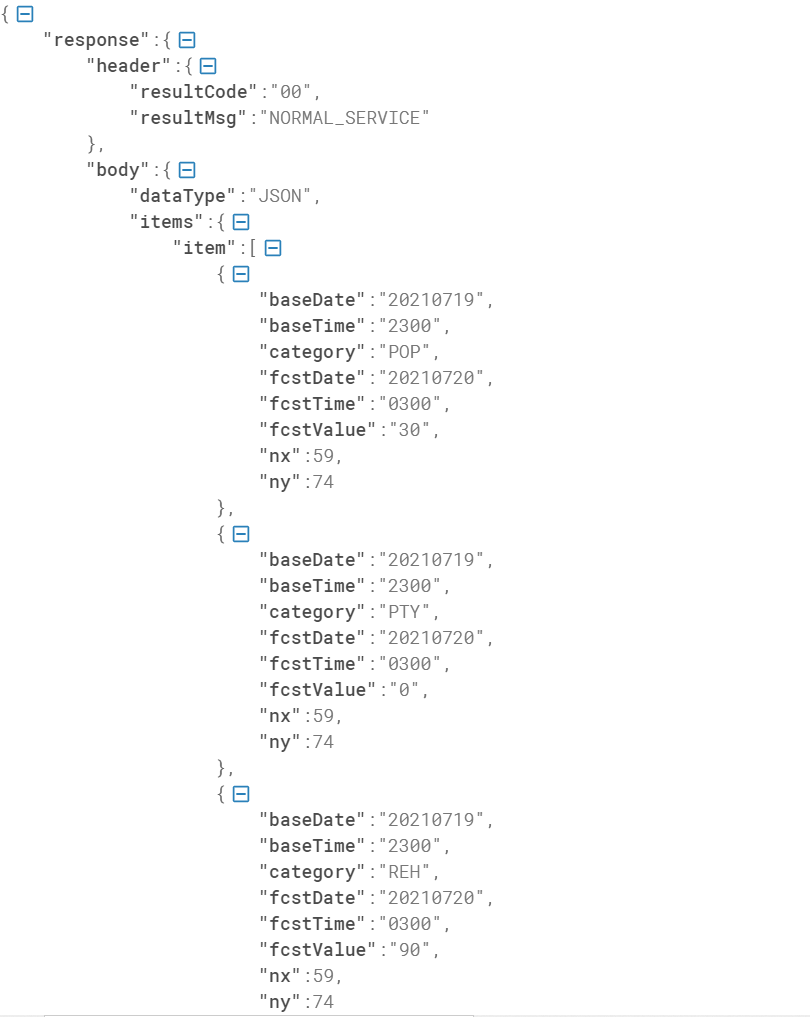 {
"response":{
"header":{
"resultCode":"00",
"resultMsg":"NORMAL_SERVICE"
},
"body":{
"dataType":"JSON",
"items":{
"item":[
{
"baseDate":"20210719",
"baseTime":"2300",
"category":"POP",
"fcstDate":"20210720",
"fcstTime":"0300",
"fcstValue":"30",
"nx":59,
"ny":74
},
{
"baseDate":"20210719",
"baseTime":"2300",
"category":"PTY",
"fcstDate":"20210720",
"fcstTime":"0300",
"fcstValue":"0",
"nx":59,
"ny":74
},
{
"baseDate":"20210719",
"baseTime":"2300",
"category":"REH",
"fcstDate":"20210720",
"fcstTime":"0300",
"fcstValue":"90",
"nx":59,
"ny":74